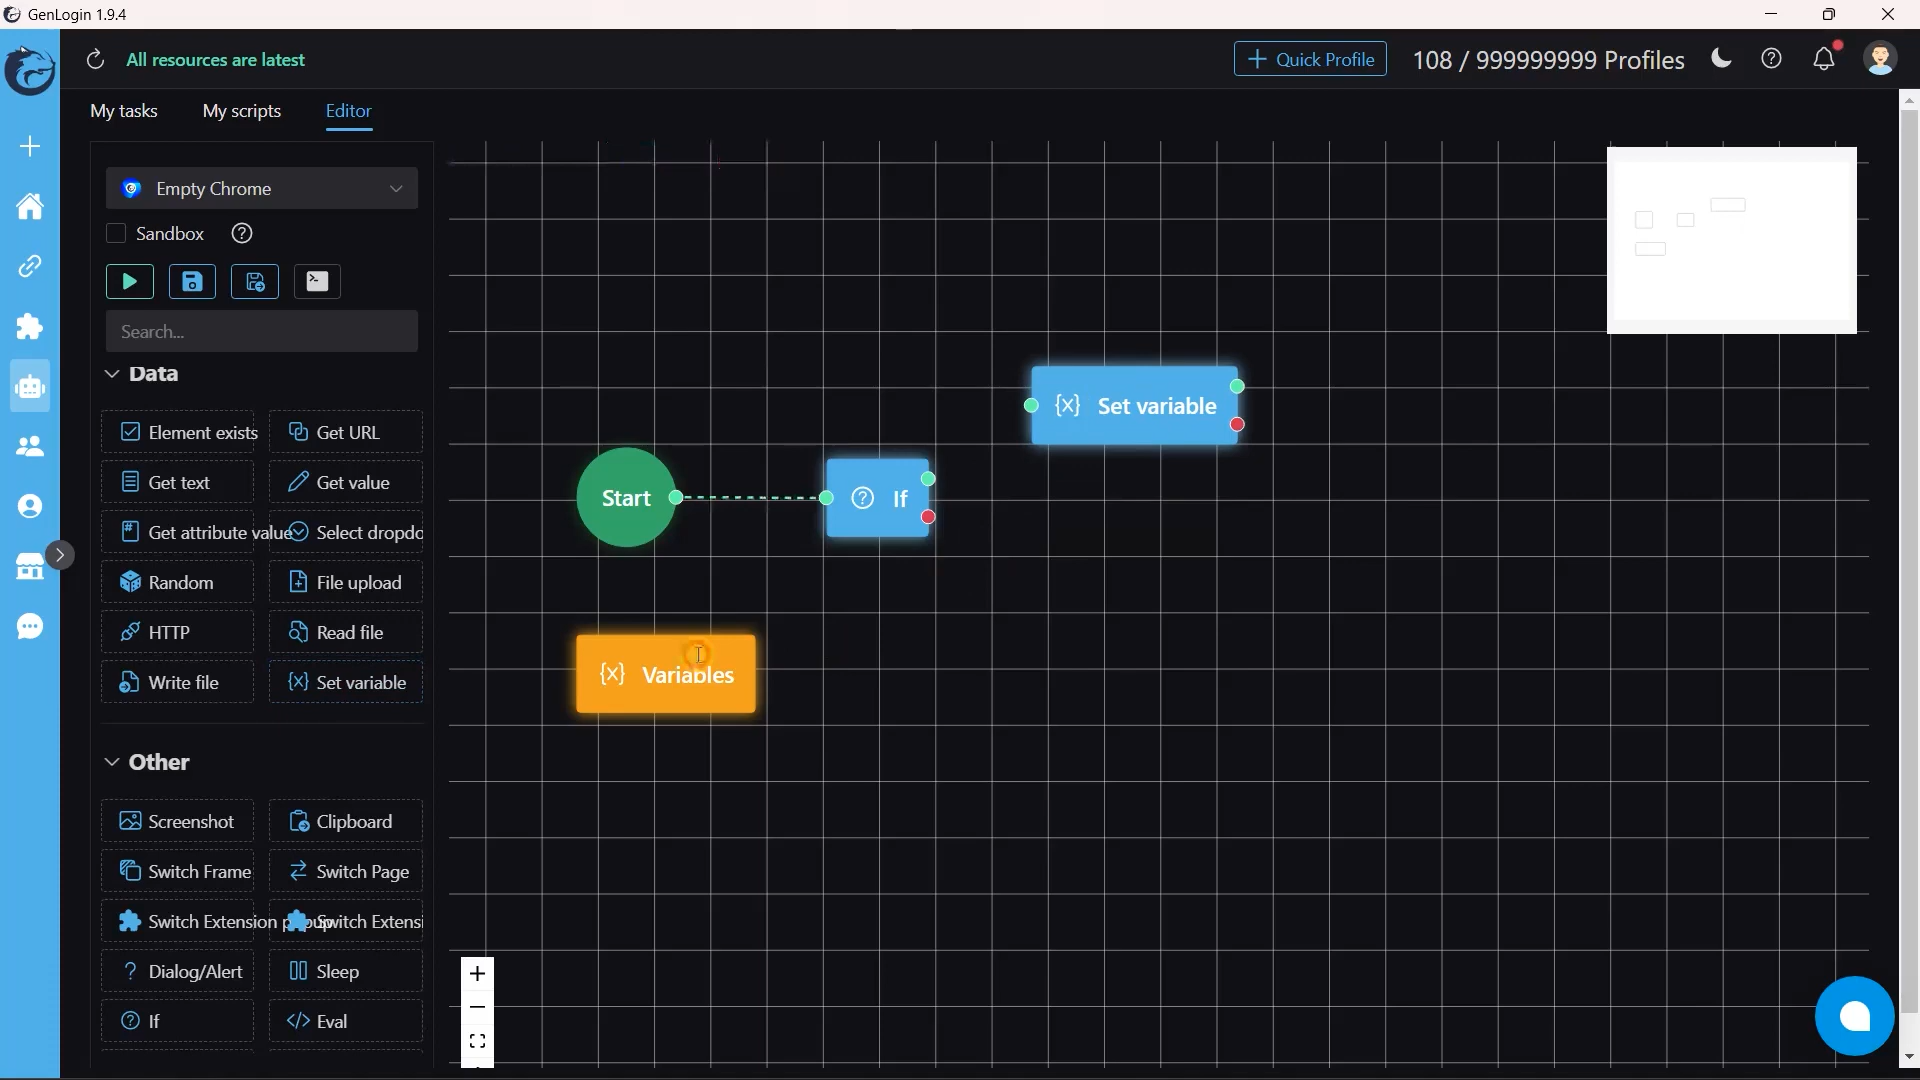 GenLogin 1.9.4
All resources are latest
Quick Profile
108 / 999999999 Profiles
My tasks
My scripts
Editor
Empty Chrome
Sandbox
Search...
Data
Element exists
Get URL
Get text
Get value
Get attribute value
Select dropdo
Random
File upload
HTTP
Read file
Write file
{x} Set variable
Other
Screenshot
Clipboard
Switch Frame
Switch Page
Switch Extension popup
Switch Extensi
Dialog/Alert
Sleep
If
Eval
Start
If
{x} Set variable
{x} Variables